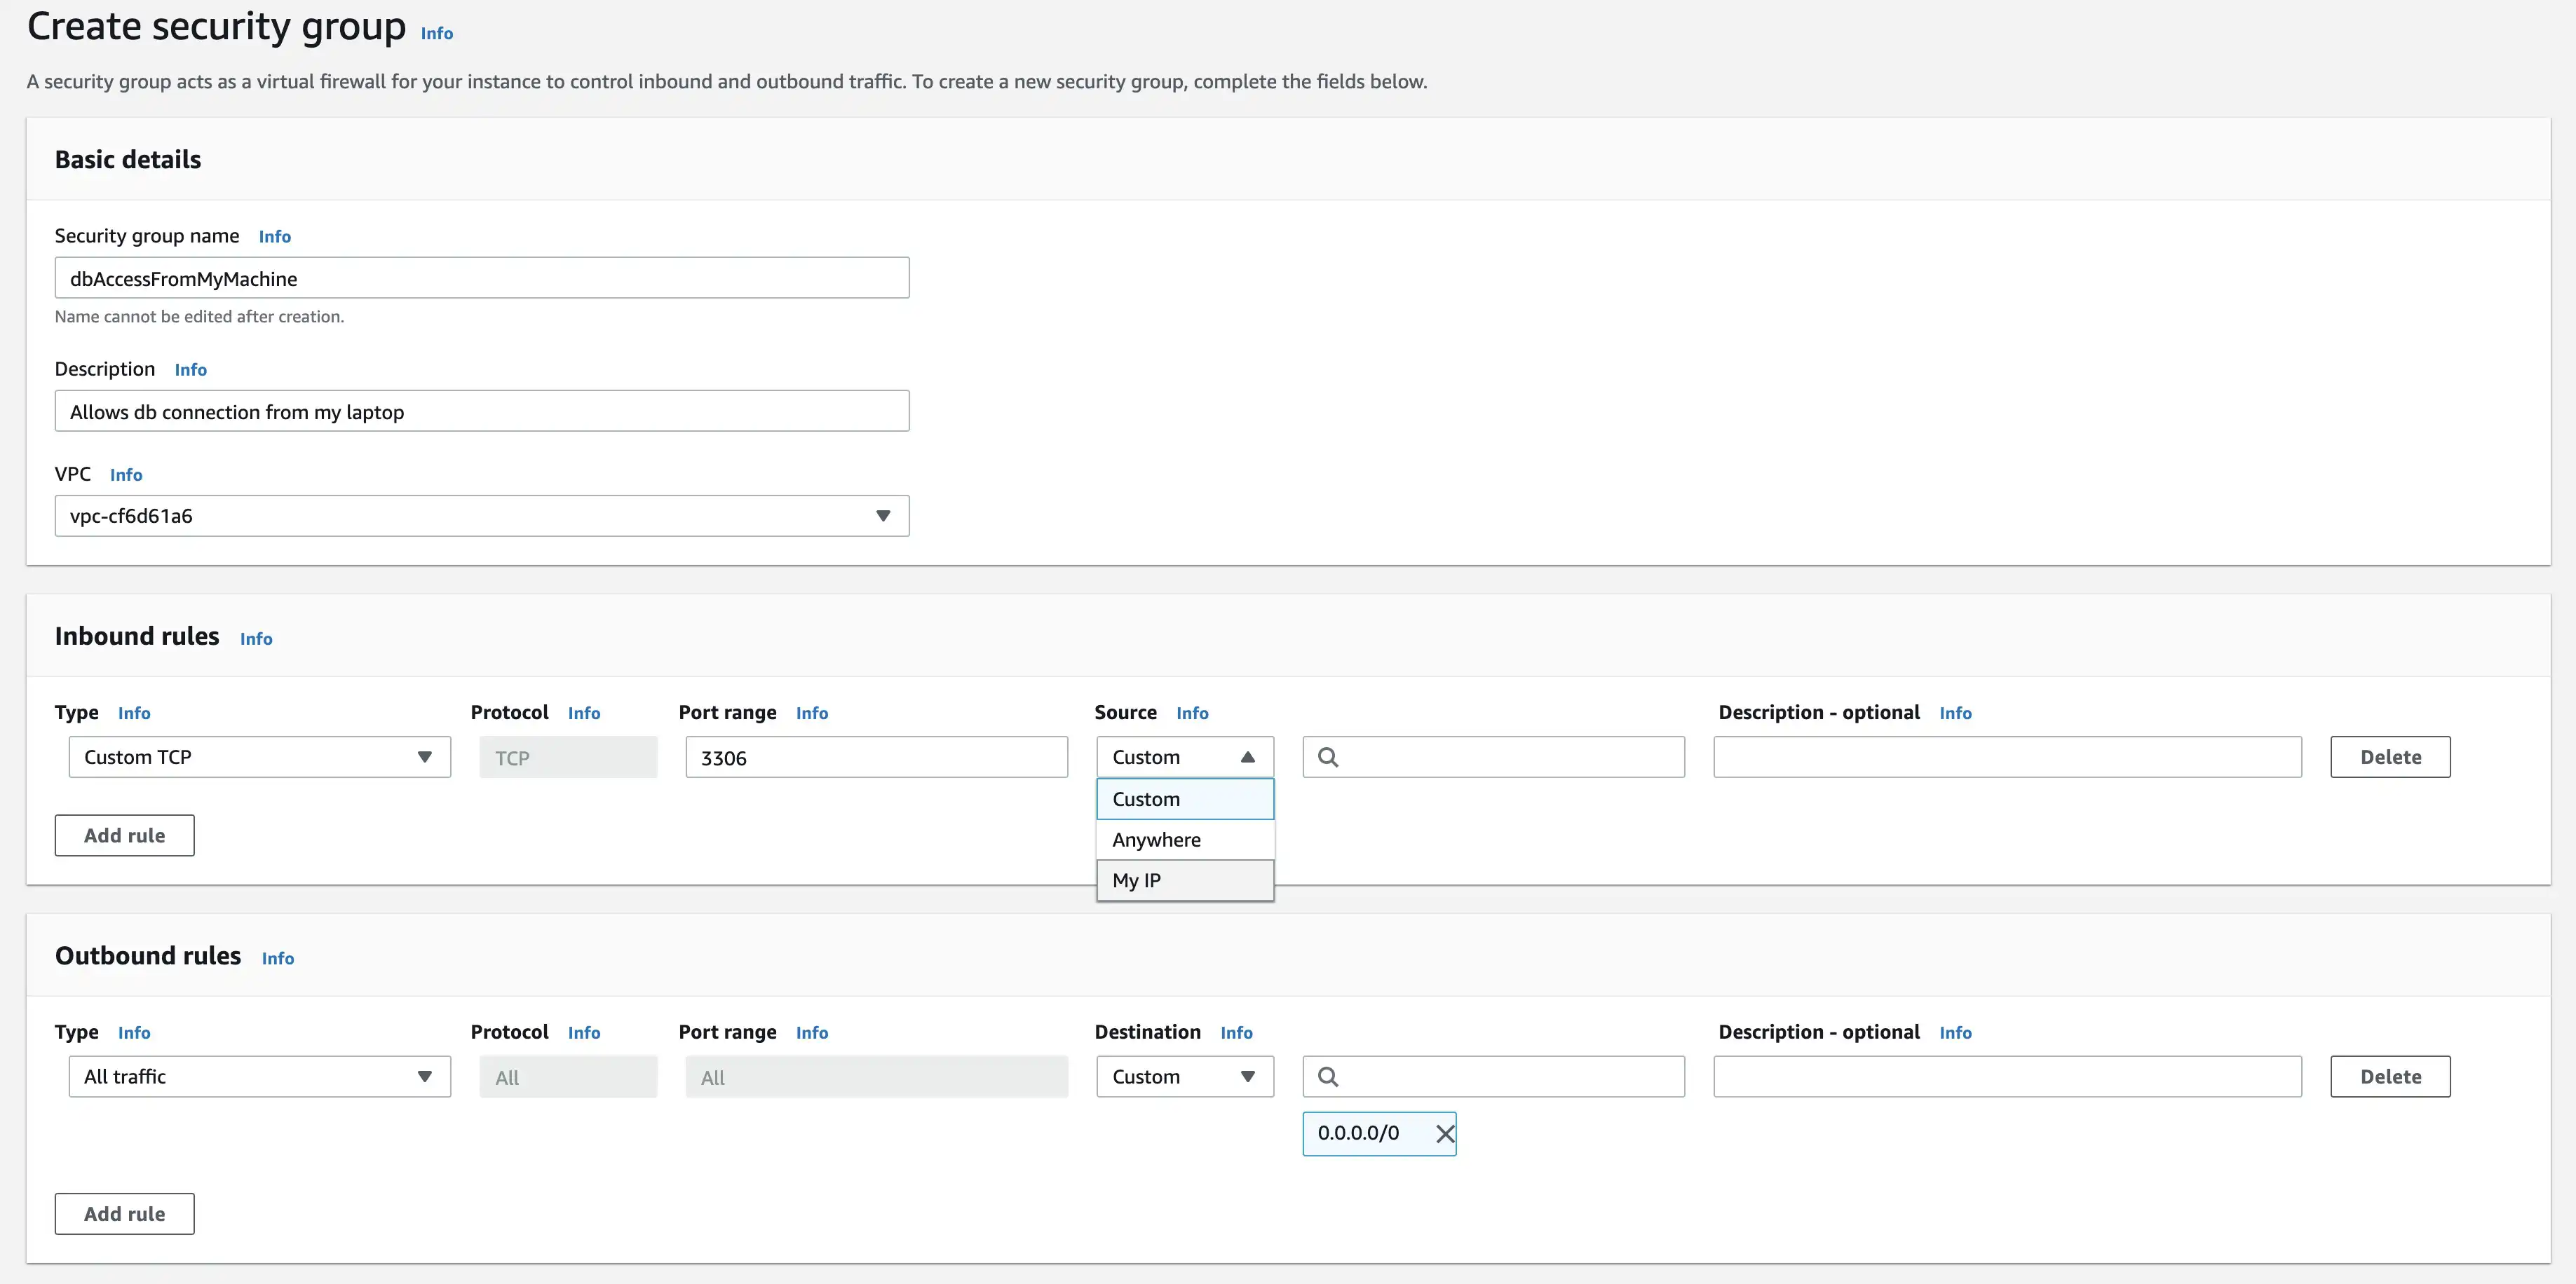 Create security group Info
A security group acts as a virtual firewall for your instance to control inbound and outbound traffic. To create a new security group, complete the fields below.
Basic details
Security group name Info
dbAccessFromMyMachine
Name cannot be edited after creation.
Description Info
Allows db connection from my laptop
VPC Info
vpc-cf6d61a6
Inbound rules Info
Type Info Protocol Info Port range Info Source Info Description - optional Info
Custom TCP TCP 3306 Custom Delete
Custom
Anywhere
My IP
Add rule
Outbound rules Info
Type Info Protocol Info Port range Info Destination Info Description - optional Info
All traffic All All Custom Delete
0.0.0.0/0
Add rule